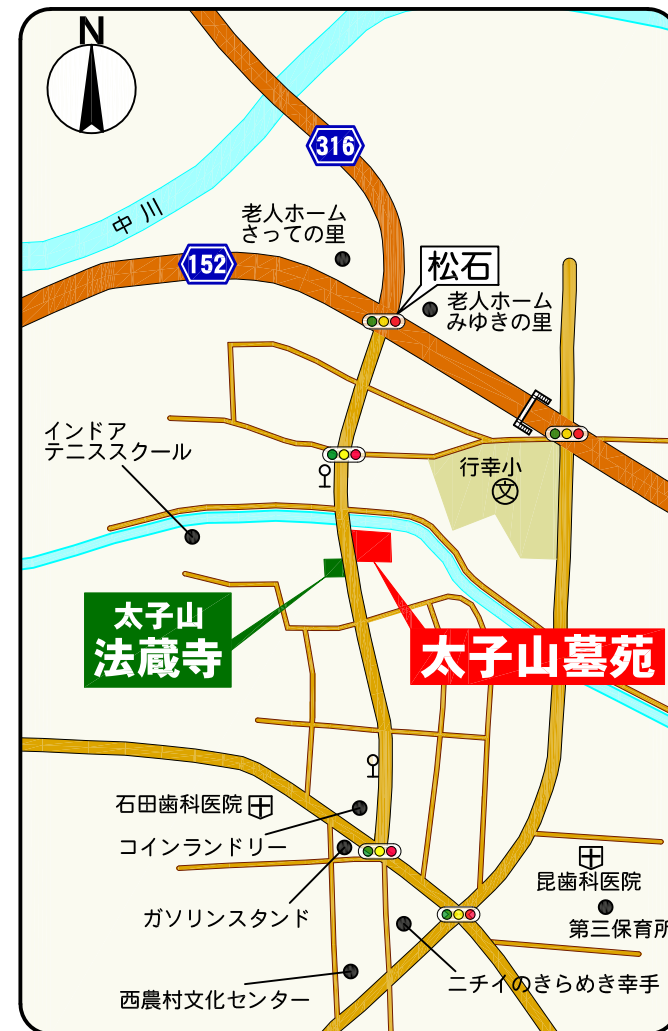 N
316
中川
老人ホーム
さっての里
152
松石
老人ホーム
みゆきの里
インドア
テニススクール
行幸小
文
太子山
法蔵寺
太子山墓苑
石田歯科医院
コインランドリー
昆歯科医院
ガソリンスタンド
第三保育所
ニチイのきらめき幸手
西農村文化センター